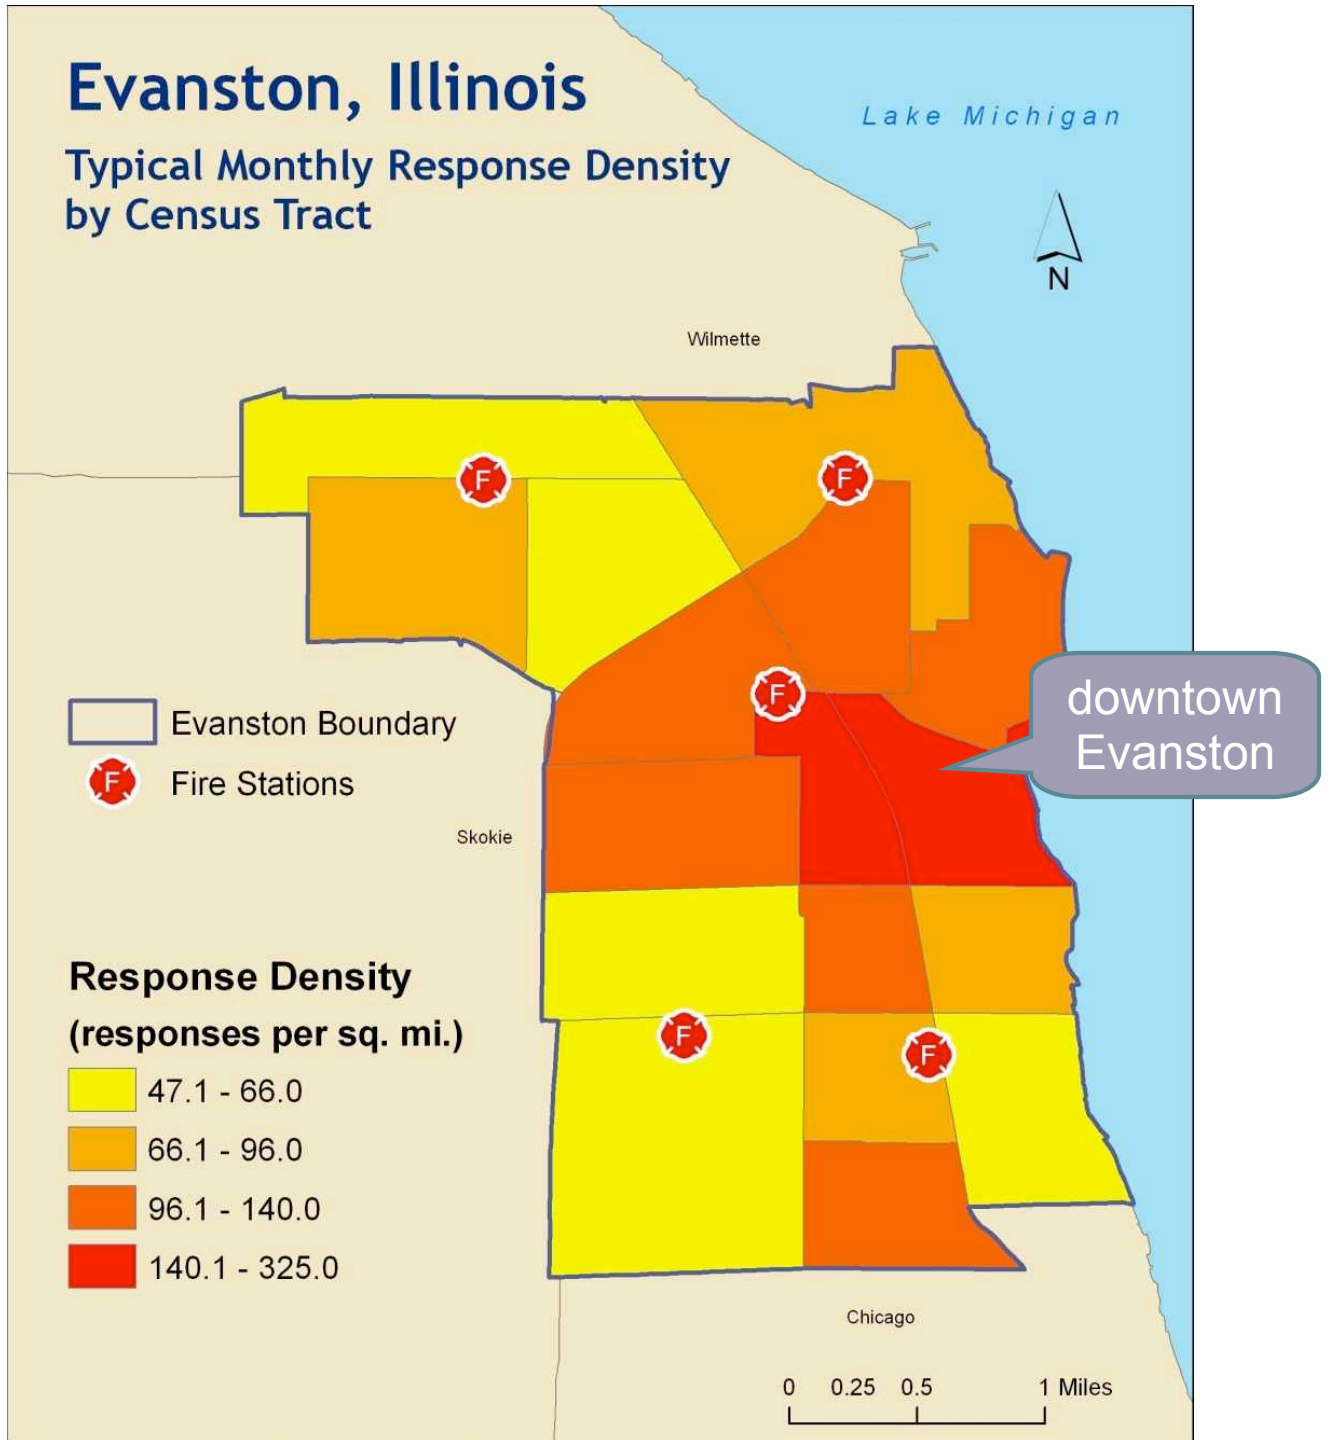 Evanston, Illinois
Typical Monthly Response Density
by Census Tract
Lake Michigan
N
Wilmette
F
F
F
downtown
Evanston
Evanston Boundary
F
Fire Stations
Skokie
Response Density
(responses per sq. mi.)
F
F
47.1 - 66.0
66.1 - 96.0
96.1 - 140.0
140.1 - 325.0
Chicago
0 0.25 0.5 1 Miles